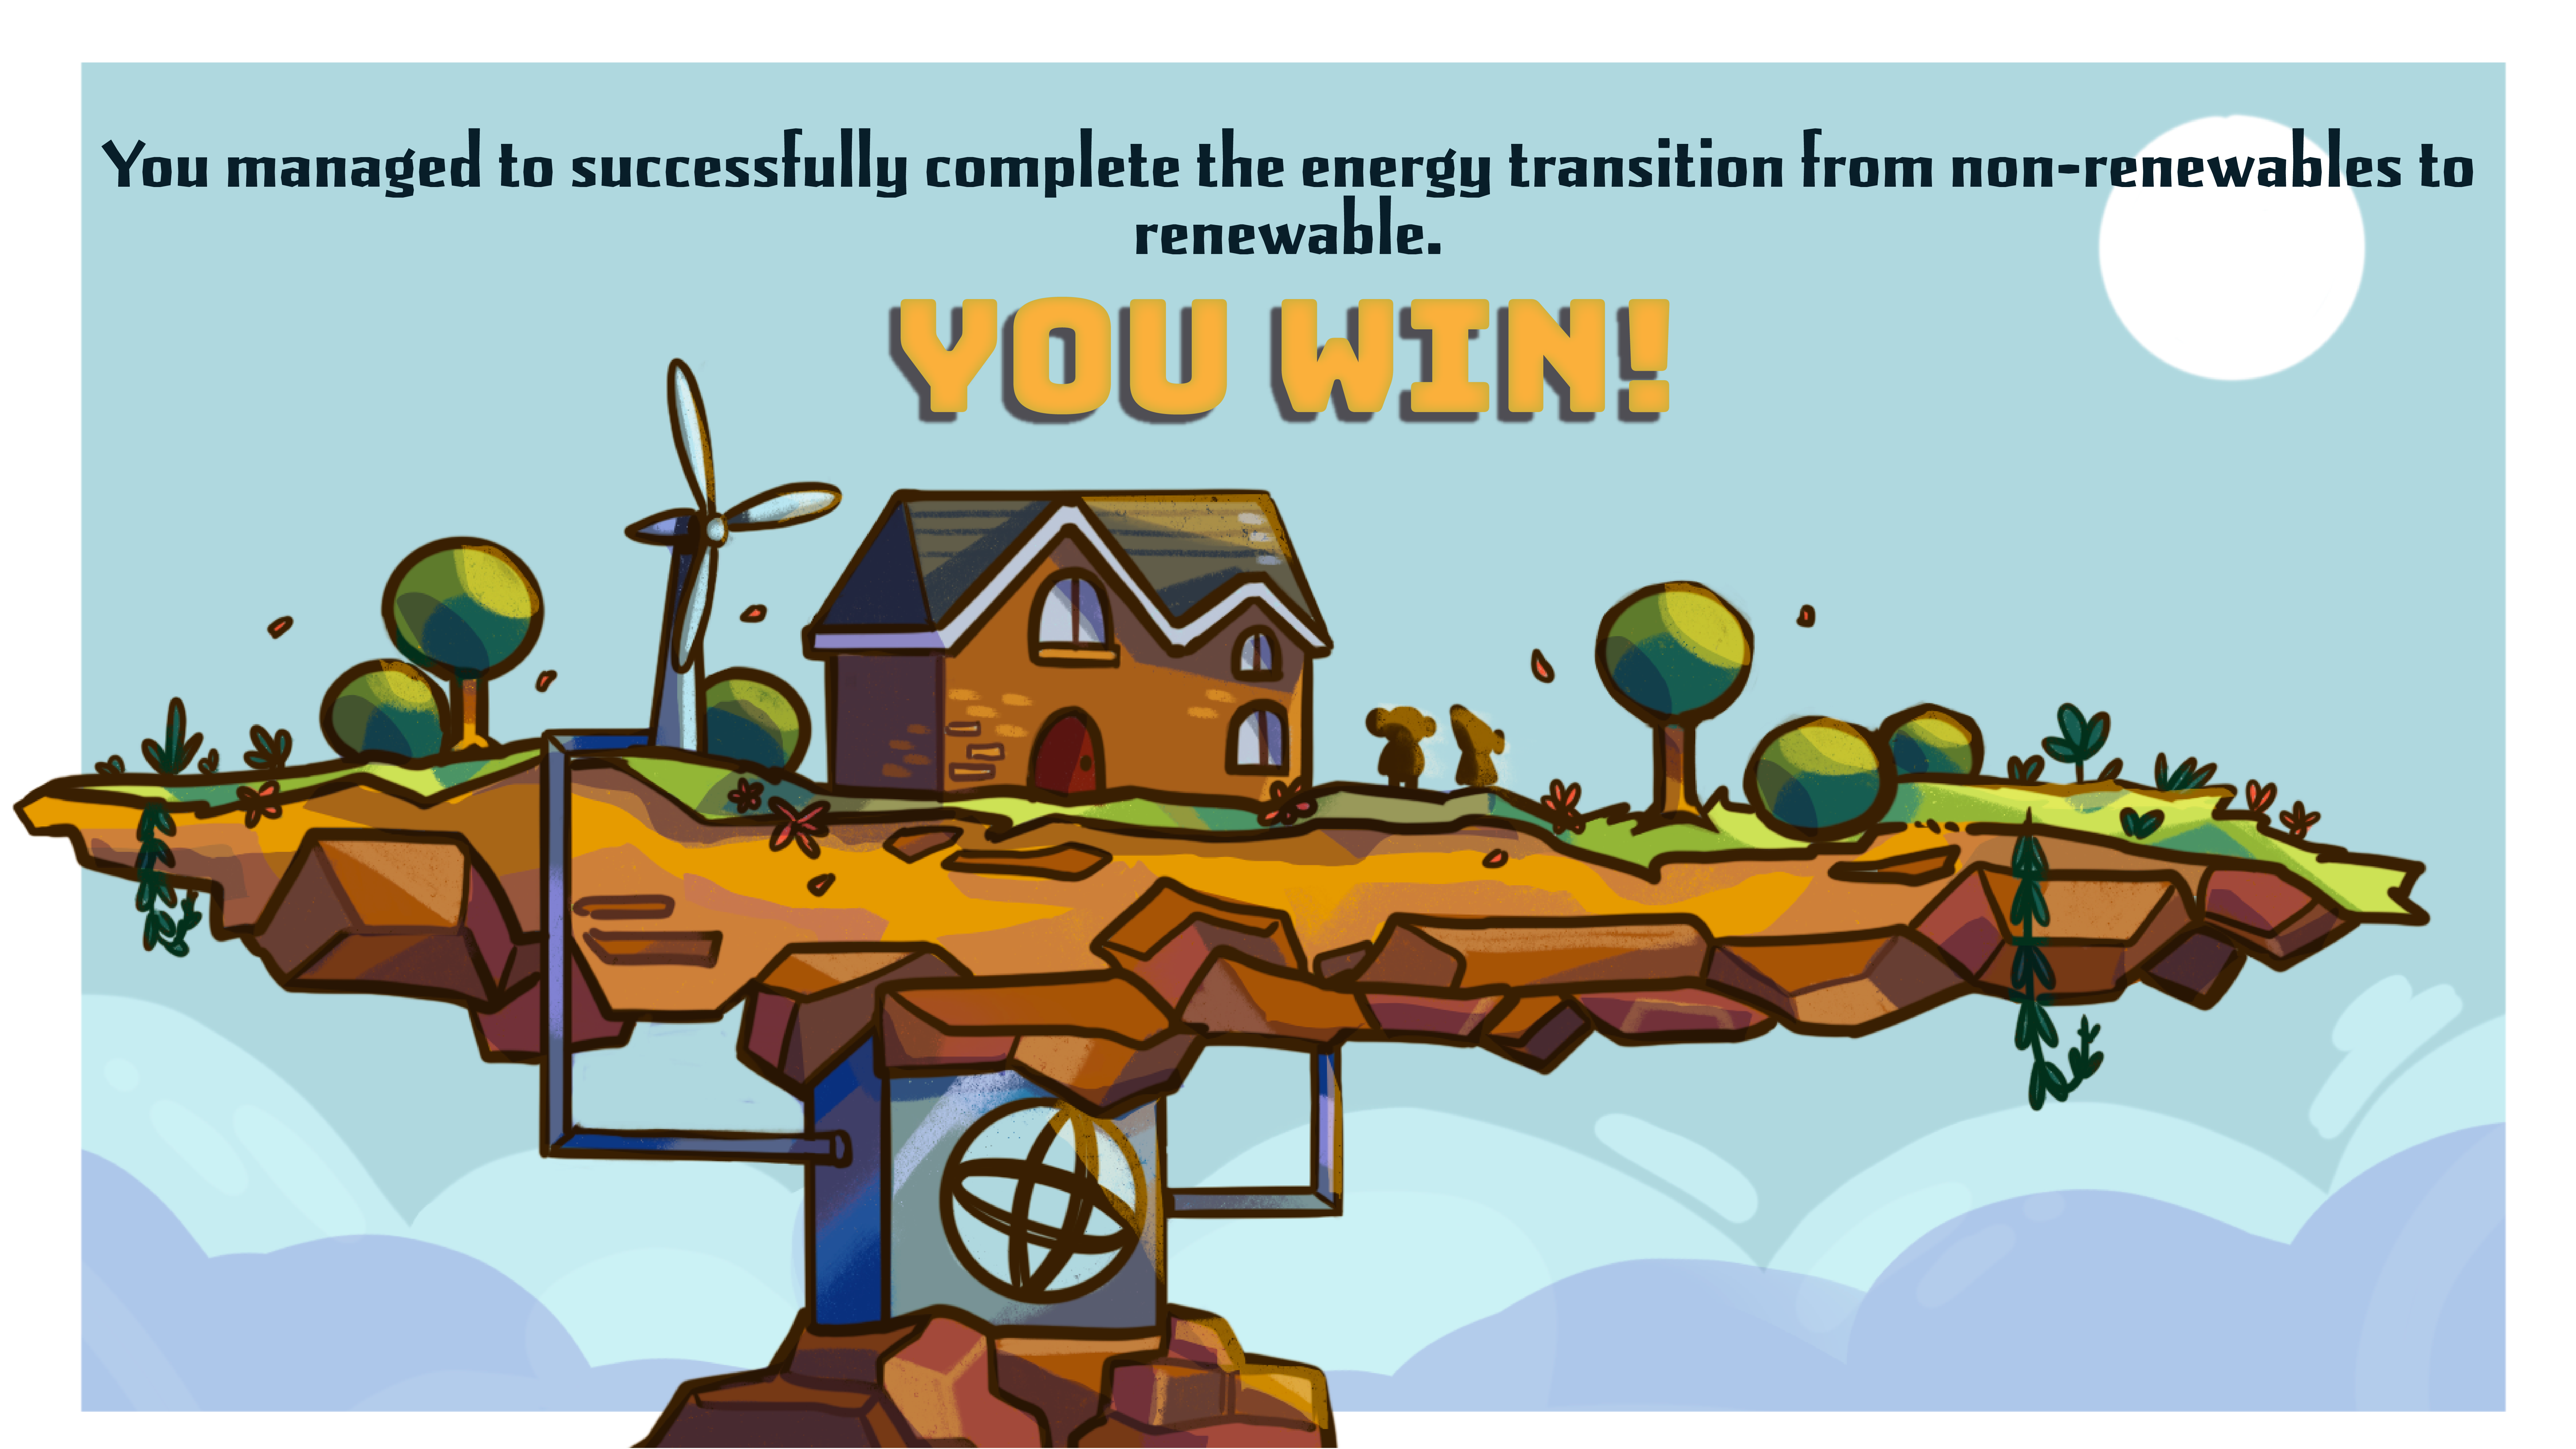 You managed to successfully complete the energy transition from non-renewables to
renewable.
YOU WIN!